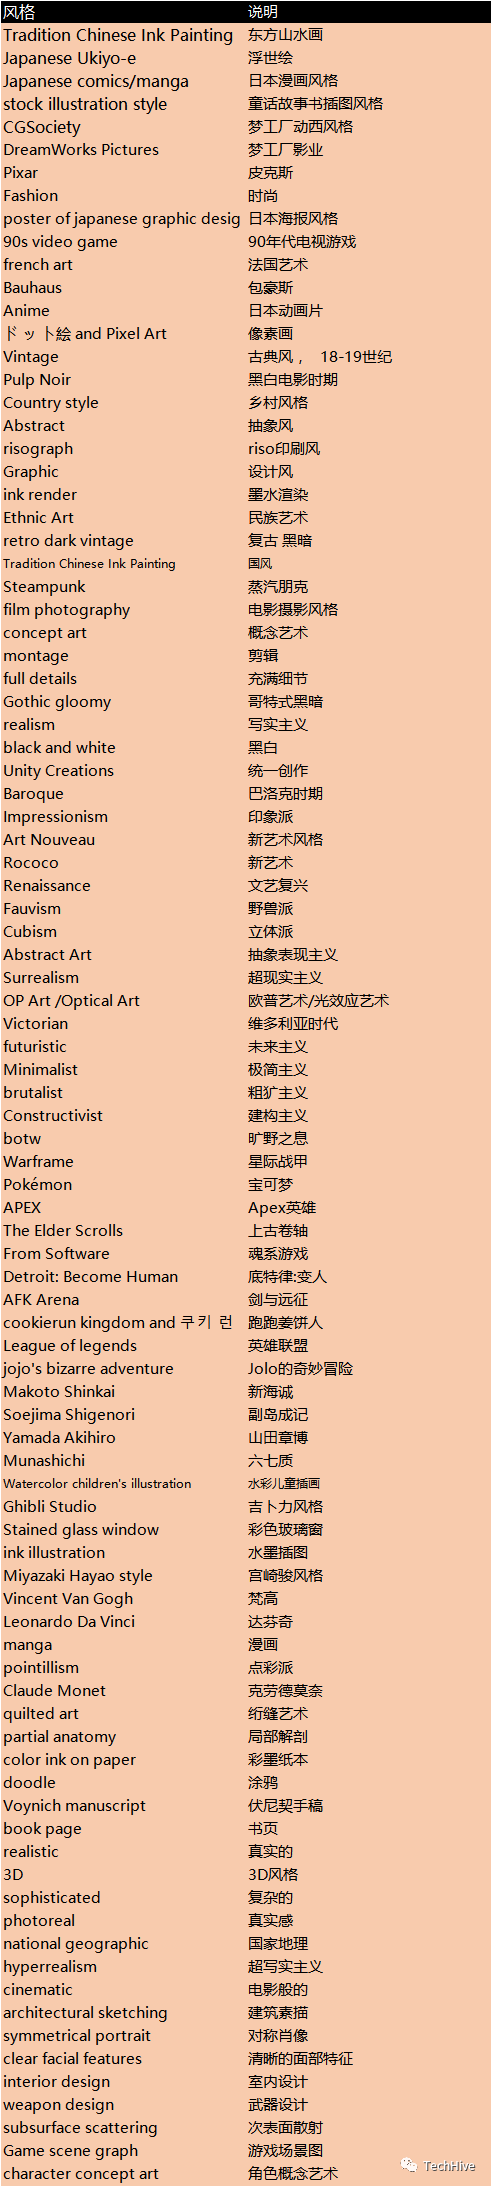 风格 说明
Tradition Chinese Ink Painting 东方山水画
Japanese Ukiyo-e 浮世绘
Japanese comics/manga 日本漫画风格
stock illustration style 童话故事书插图风格
CGSociety 梦工厂动西风格
DreamWorks Pictures 梦工厂影业
Pixar 皮克斯
Fashion 时尚
poster of japanese graphic desig 日本海报风格
90s video game 90年代电视游戏
french art 法国艺术
Bauhaus 包豪斯
Anime 日本动画片
ドット絵 and Pixel Art 像素画
Vintage 古典风， 18-19世纪
Pulp Noir 黑白电影时期
Country style 乡村风格
Abstract 抽象风
risograph riso印刷风
Graphic 设计风
ink render 墨水渲染
Ethnic Art 民族艺术
retro dark vintage 复古 黑暗
Tradition Chinese Ink Painting 国风
Steampunk 蒸汽朋克
film photography 电影摄影风格
concept art 概念艺术
montage 剪辑
full details 充满细节
Gothic gloomy 哥特式黑暗
realism 写实主义
black and white 黑白
Unity Creations 统一创作
Baroque 巴洛克时期
Impressionism 印象派
Art Nouveau 新艺术风格
Rococo 新艺术
Renaissance 文艺复兴
Fauvism 野兽派
Cubism 立体派
Abstract Art 抽象表现主义
Surrealism 超现实主义
OP Art /Optical Art 欧普艺术/光效应艺术
Victorian 维多利亚时代
futuristic 未来主义
Minimalist 极简主义
brutalist 粗犷主义
Constructivist 建构主义
botw 旷野之息
Warframe 星际战甲
Pokémon 宝可梦
APEX Apex英雄
The Elder Scrolls 上古卷轴
From Software 魂系游戏
Detroit: Become Human 底特律:变人
AFK Arena 剑与远征
cookierun kingdom and 쿠키 런 跑跑姜饼人
League of legends 英雄联盟
jojo's bizarre adventure Jolo的奇妙冒险
Makoto Shinkai 新海诚
Soejima Shigenori 副岛成记
Yamada Akihiro 山田章博
Munashichi 六七质
Watercolor children's illustration 水彩儿童插画
Ghibli Studio 吉卜力风格
Stained glass window 彩色玻璃窗
ink illustration 水墨插图
Miyazaki Hayao style 宫崎骏风格
Vincent Van Gogh 梵高
Leonardo Da Vinci 达芬奇
manga 漫画
pointillism 点彩派
Claude Monet 克劳德莫奈
quilted art 绗缝艺术
partial anatomy 局部解剖
color ink on paper 彩墨纸本
doodle 涂鸦
Voynich manuscript 伏尼契手稿
book page 书页
realistic 真实的
3D 3D风格
sophisticated 复杂的
photoreal 真实感
national geographic 国家地理
hyperrealism 超写实主义
cinematic 电影般的
architectural sketching 建筑素描
symmetrical portrait 对称肖像
clear facial features 清晰的面部特征
interior design 室内设计
weapon design 武器设计
subsurface scattering 次表面散射
Game scene graph 游戏场景图
character concept art 角色概念艺术
TechHive